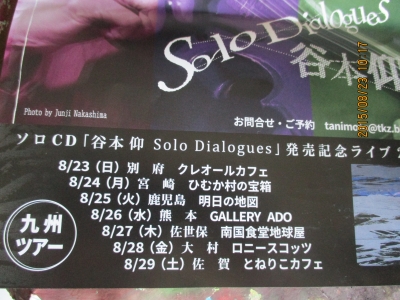 Solo Dialogues
谷本仰
Photo by Junji Nakashima
2015/08/23 10:17
お問合せ・ご予約 tanimoto@tkz.b
ソロCD「谷本仰 Solo Dialogues」発売記念ライブ
九州ツアー
8/23（日）別 府 クレオールカフェ
8/24（月）宮 崎 ひむか村の宝箱
8/25（火）鹿児島 明日の地図
8/26（水）熊 本 GALLERY ADO
8/27（木）佐世保 南国食堂地球屋
8/28（金）大 村 ロニースコッツ
8/29（土）佐 賀 とねりこカフェ